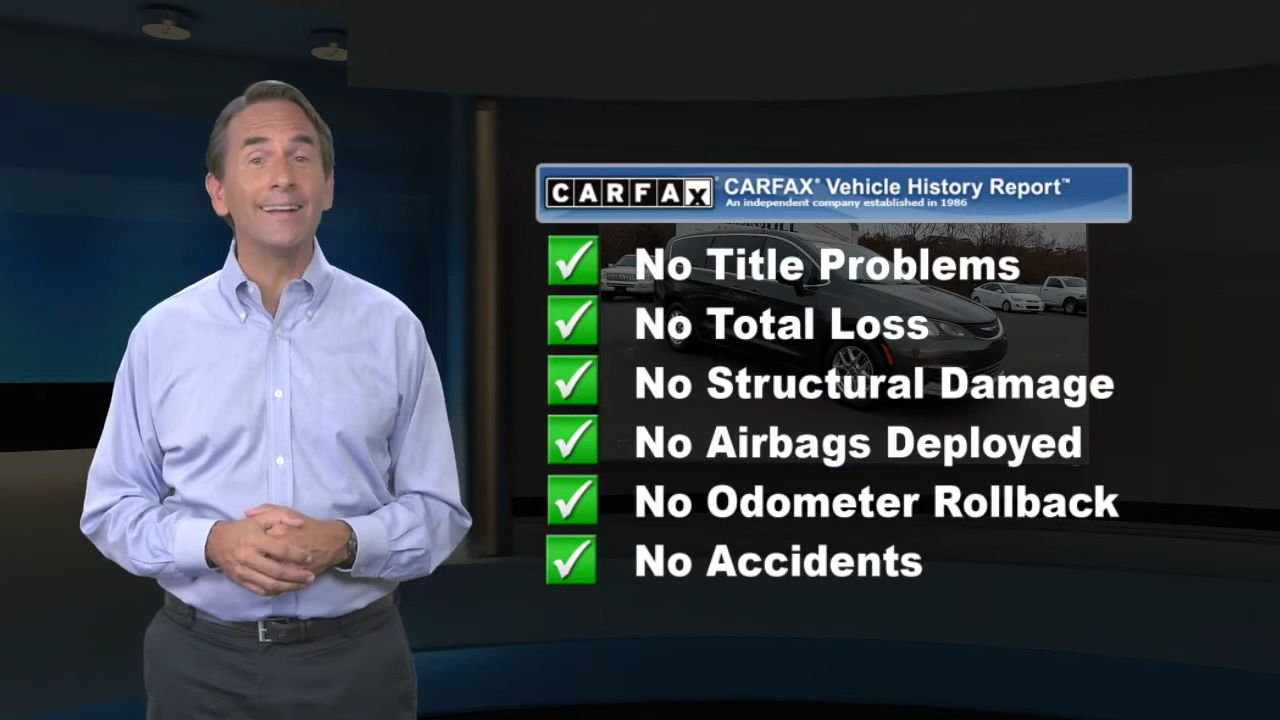 CARFAX® CARFAX® Vehicle History Report™
An independent company established in 1986
No Title Problems
No Total Loss
No Structural Damage
No Airbags Deployed
No Odometer Rollback
No Accidents